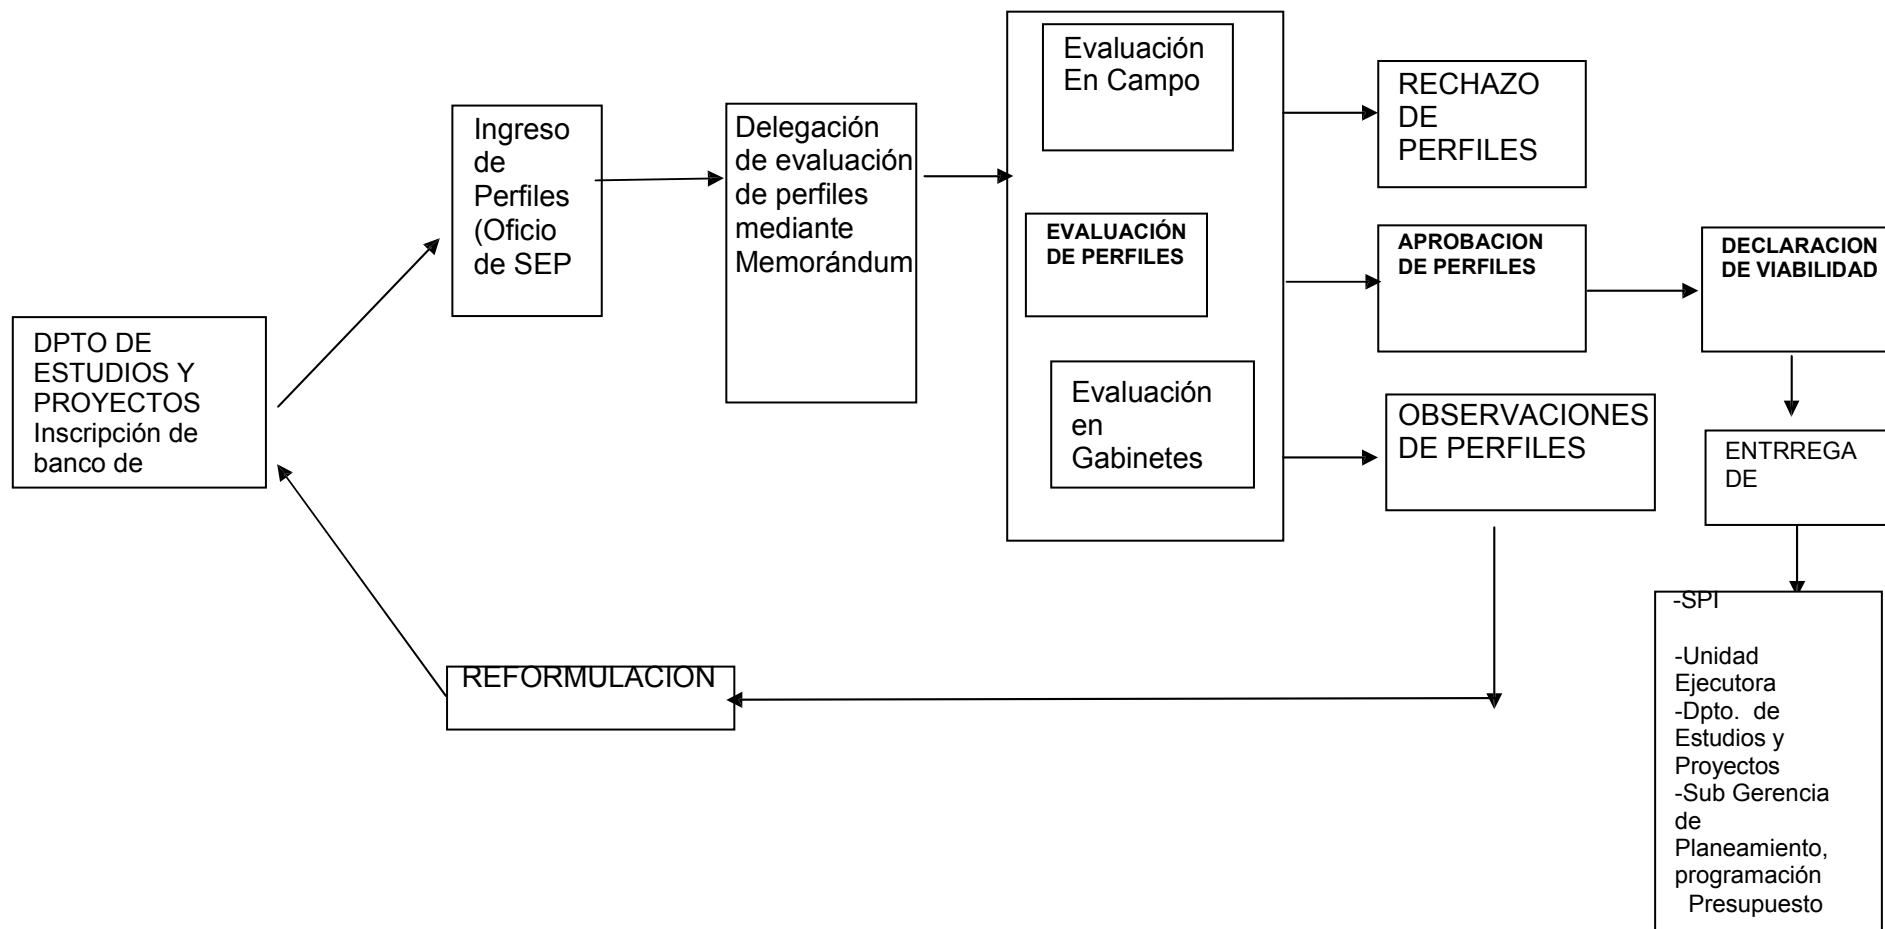 DPTO DE
ESTUDIOS Y
PROYECTOS
Inscripción de
banco de
Ingreso
de
Perfiles
(Oficio
de SEP
Delegación
de evaluación
de perfiles
mediante
Memorándum
Evaluación
En Campo
EVALUACIÓN
DE PERFILES
Evaluación
en
Gabinetes
RECHAZO
DE
PERFILES
APROBACION
DE PERFILES
OBSERVACIONES
DE PERFILES
DECLARACION
DE VIABILIDAD
ENTRREGA
DE
-SPI
-Unidad
Ejecutora
-Dpto. de
Estudios y
Proyectos
-Sub Gerencia
de
Planeamiento,
programación
Presupuesto
REFORMULACION